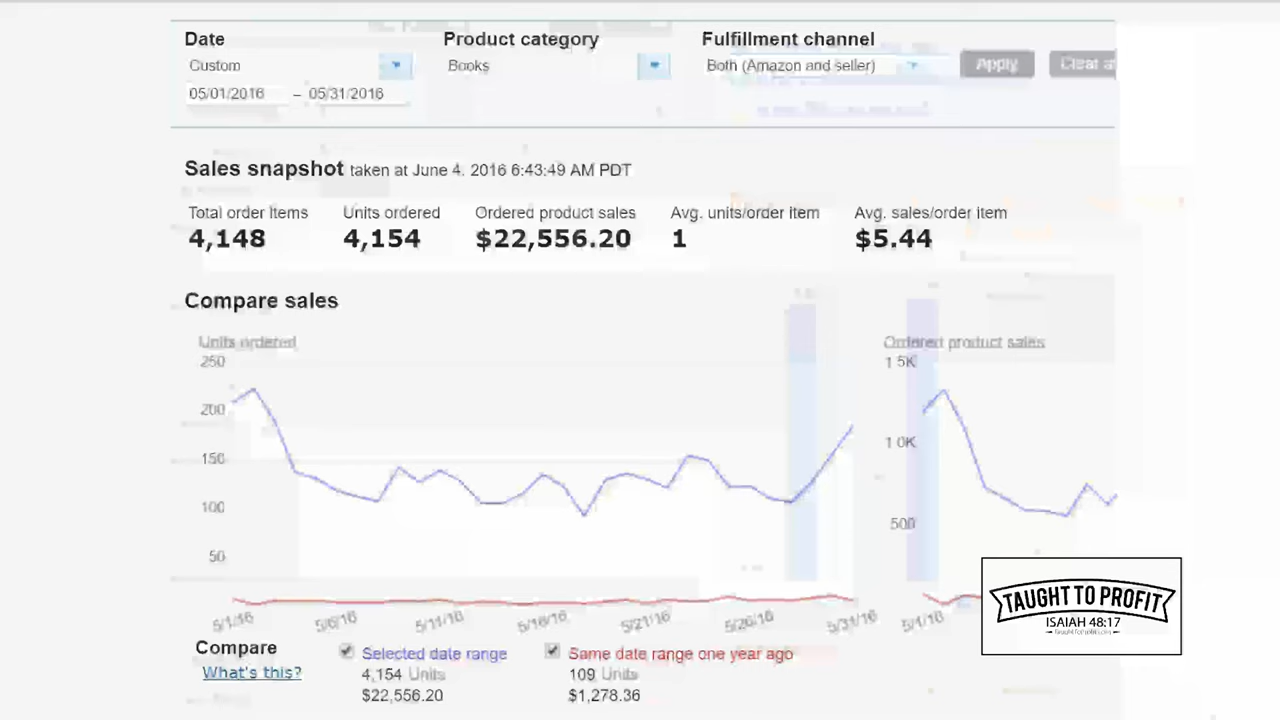 Date
Product category
Fulfillment channel
Custom
Books
Both (Amazon and seller)
Apply
Clear
05/01/2016 – 05/31/2016
Sales snapshot taken at June 4, 2016 6:43:49 AM PDT
Total order items
Units ordered
Ordered product sales
Avg. units/order item
Avg. sales/order item
4,148
4,154
$22,556.20
1
$5.44
Compare sales
Units ordered
250
200
150
100
50
5/1/16
5/6/16
5/11/16
5/16/16
5/21/16
5/26/16
5/31/16
Ordered product sales
1 5K
1 0K
500
5/1/16
Compare
What's this?
Selected date range
4,154 Units
$22,556.20
Same date range one year ago
109 Units
$1,278.36
TAUGHT TO PROFIT
ISAIAH 48:17